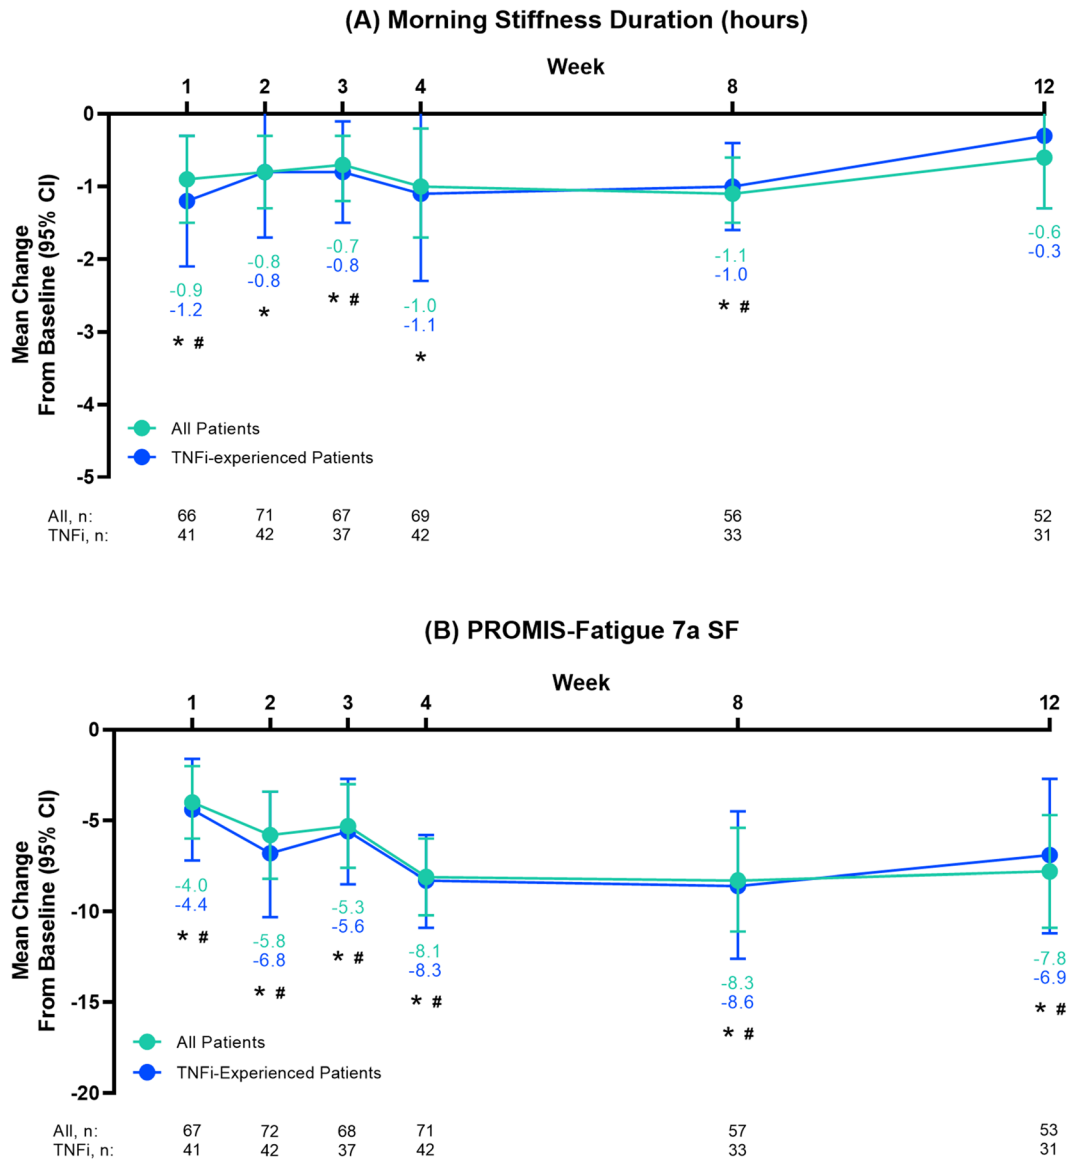 (A) Morning Stiffness Duration (hours)
Week
1 2 3 4 8 12
0
-1
-2
-3
-4
-5
Mean Change
From Baseline (95% CI)
-0.9
-1.2
* #
-0.8
-0.8
*
-0.7
-0.8
* #
-1.0
-1.1
*
-1.1
-1.0
* #
-0.6
-0.3
All Patients
TNFi-experienced Patients
All, n: 66 71 67 69 56 52
TNFi, n: 41 42 37 42 33 31
(B) PROMIS-Fatigue 7a SF
Week
1 2 3 4 8 12
0
-5
-10
-15
-20
Mean Change
From Baseline (95% CI)
-4.0
-4.4
* #
-5.8
-6.8
* #
-5.3
-5.6
* #
-8.1
-8.3
* #
-8.3
-8.6
* #
-7.8
-6.9
* #
All Patients
TNFi-Experienced Patients
All, n: 67 72 68 71 57 53
TNFi, n: 41 42 37 42 33 31